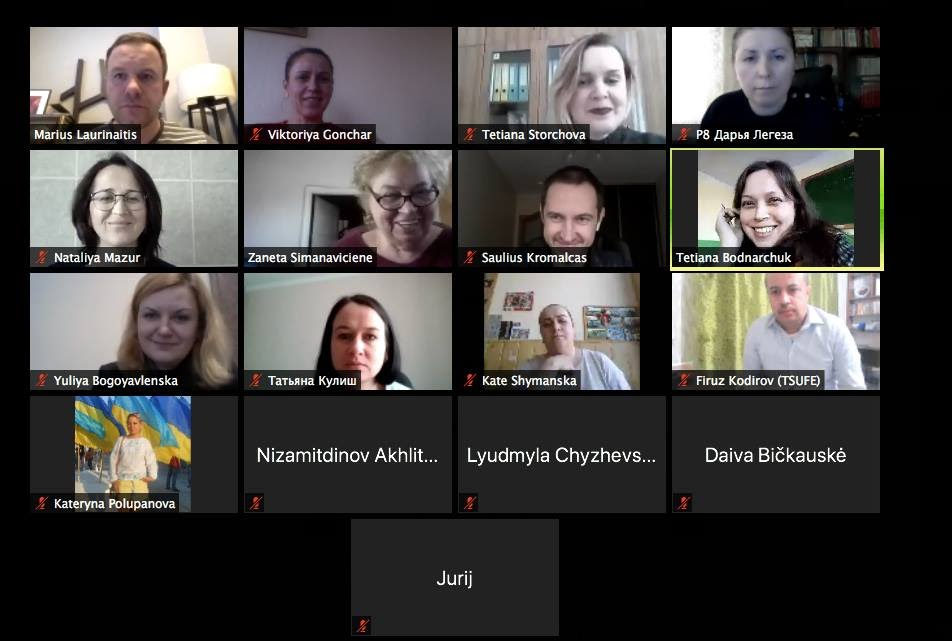 Marius Laurinaitis
Viktoriya Gonchar
Tetiana Storchova
P8 Дарья Легеза
Nataliya Mazur
Zaneta Simanaviciene
Saulius Kromalcas
Tetiana Bodnarchuk
Yuliya Bogoyavlenska
Татьяна Кулиш
Kate Shymanska
Firuz Kodirov (TSUFE)
Kateryna Polupanova
Nizamitdinov Akhlit...
Lyudmyla Chyzhevs...
Daiva Bičkauskė
Jurij